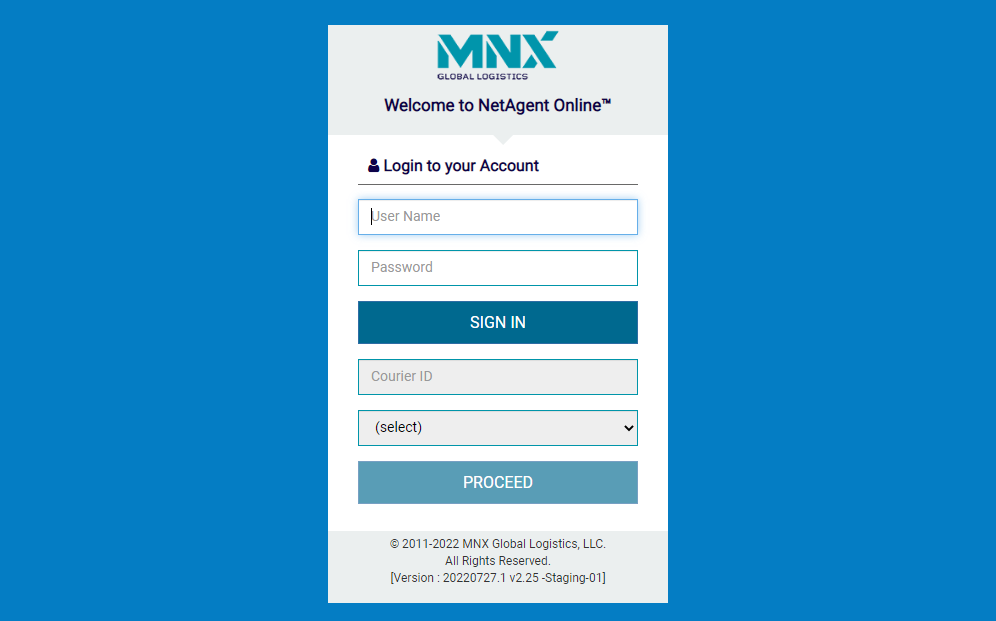 MNX
GLOBAL LOGISTICS
Welcome to NetAgent Online™
Login to your Account
User Name
Password
SIGN IN
Courier ID
(select)
PROCEED
© 2011-2022 MNX Global Logistics, LLC.
All Rights Reserved.
[Version : 20220727.1 v2.25 -Staging-01]